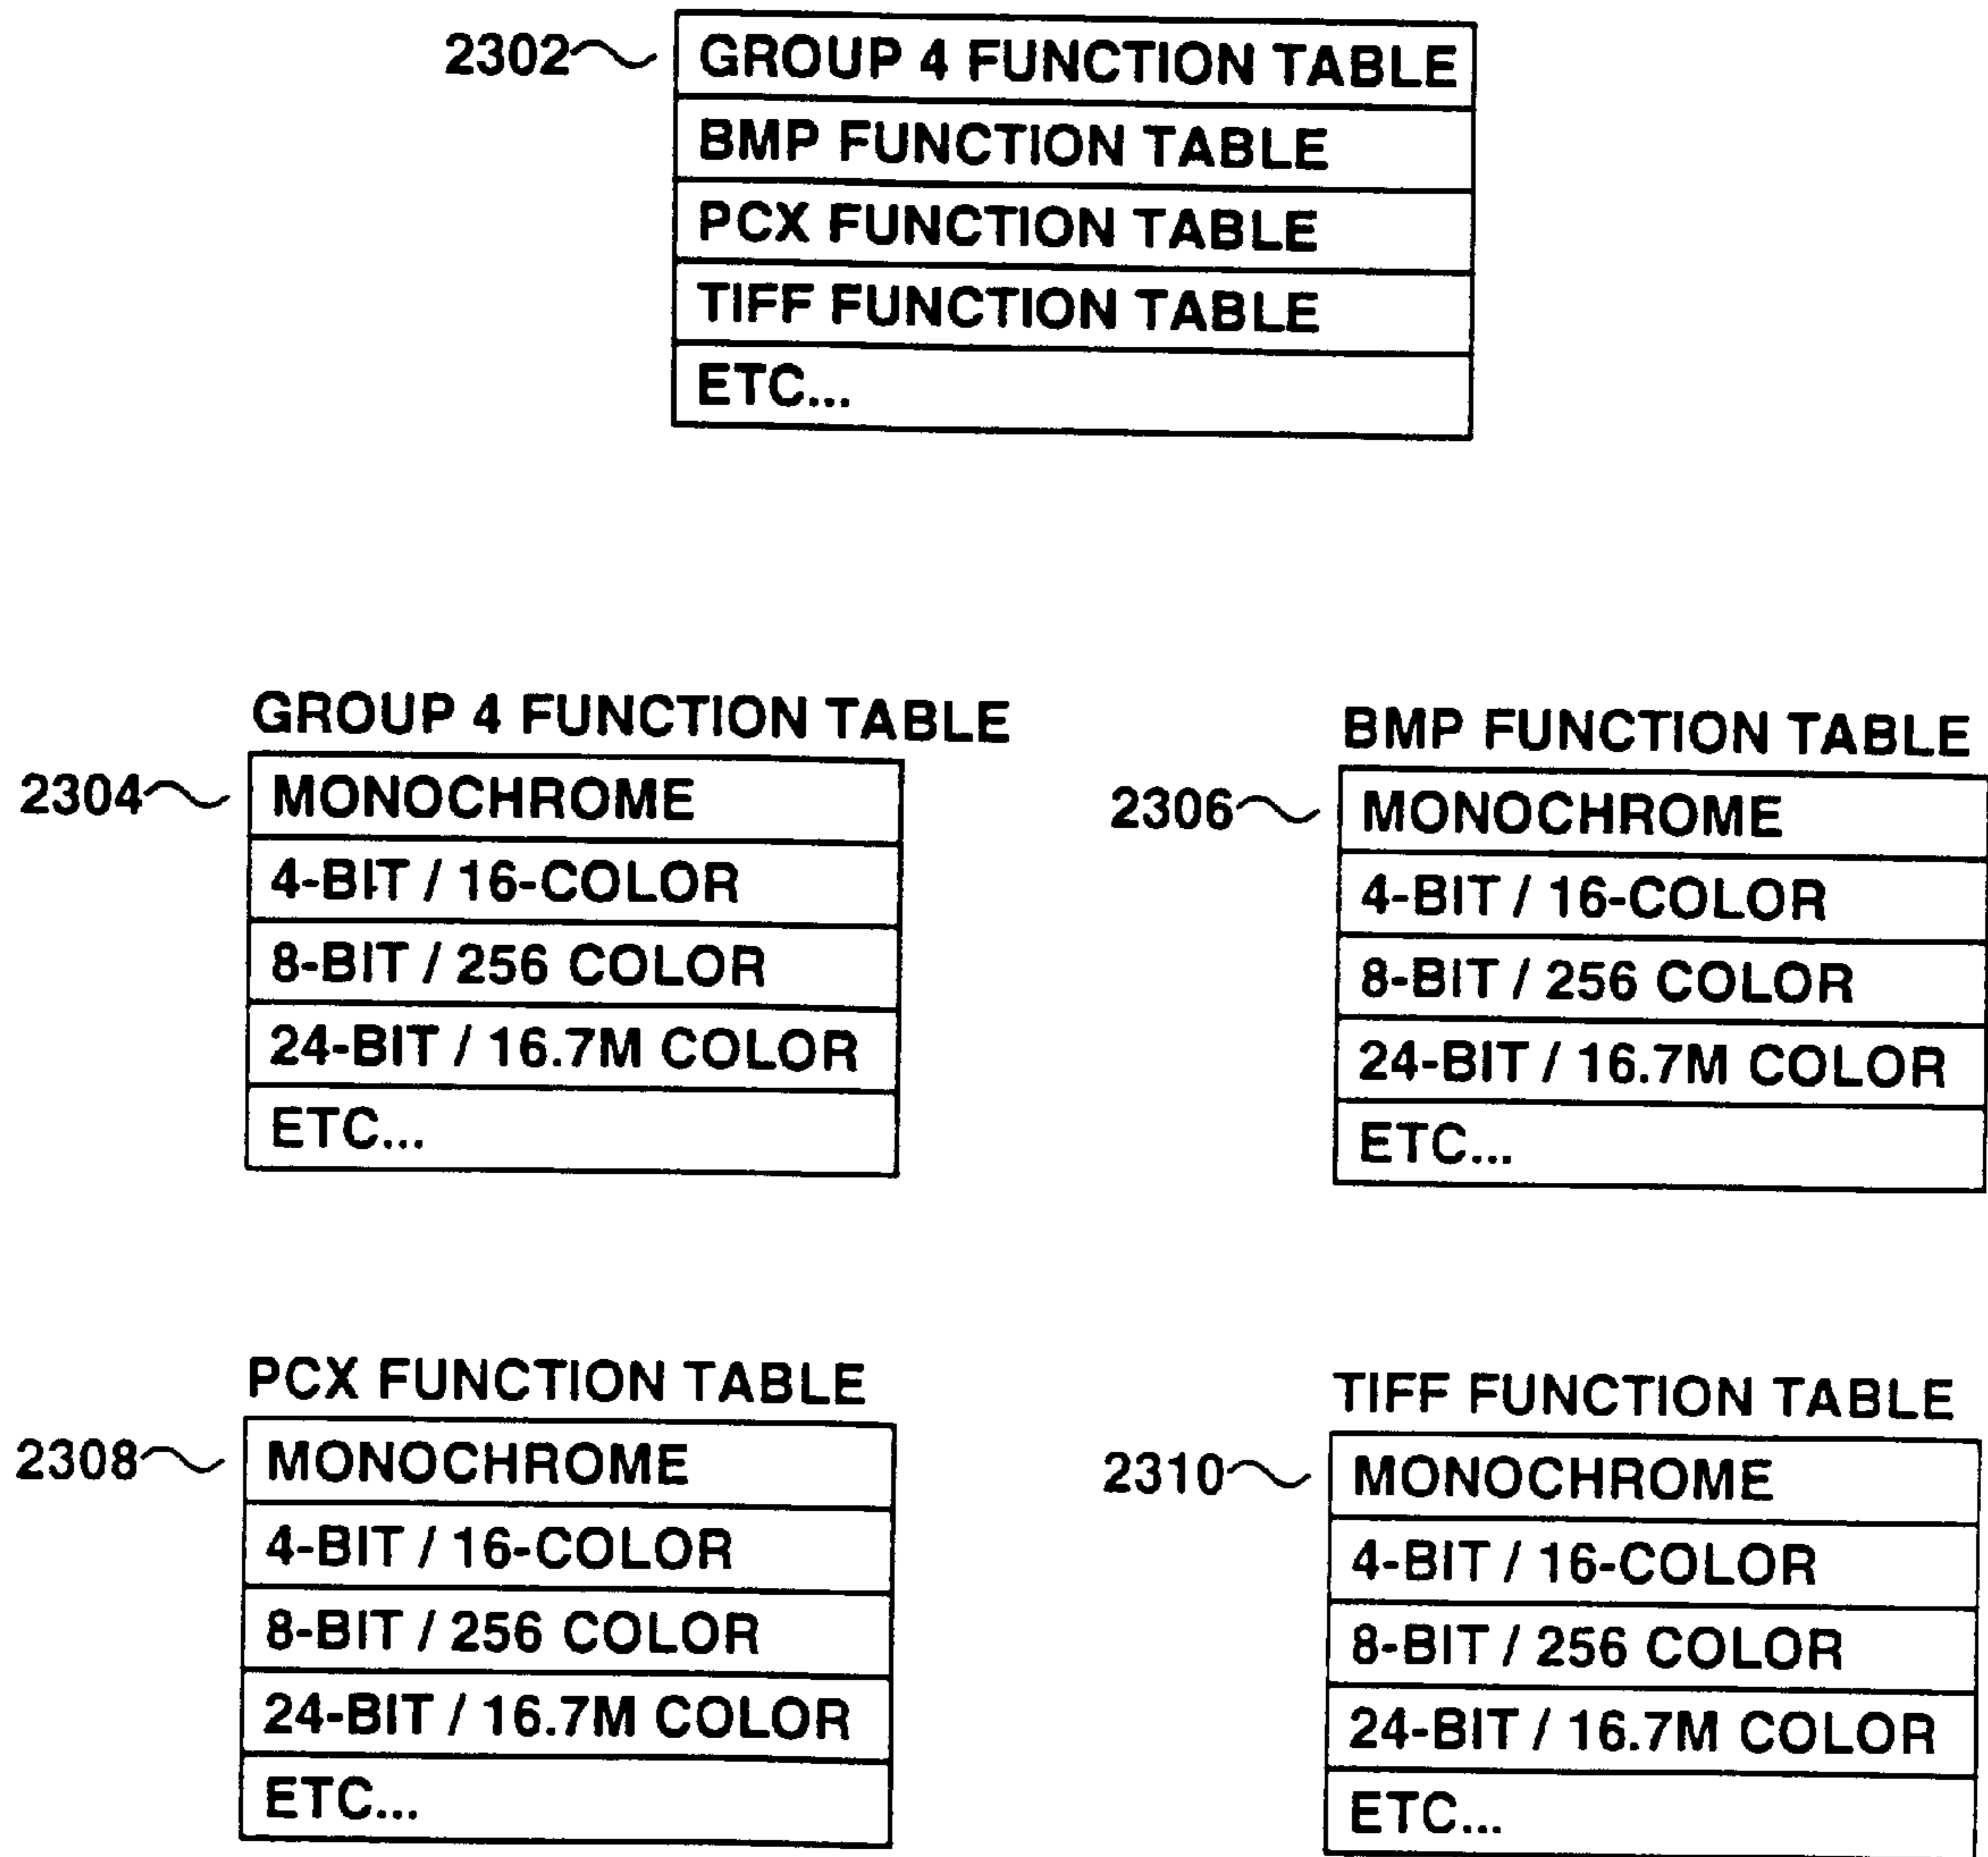 2302 GROUP 4 FUNCTION TABLE
BMP FUNCTION TABLE
PCX FUNCTION TABLE
TIFF FUNCTION TABLE
ETC...
GROUP 4 FUNCTION TABLE
2304 MONOCHROME
4-BIT / 16-COLOR
8-BIT / 256 COLOR
24-BIT / 16.7M COLOR
ETC...
BMP FUNCTION TABLE
2306 MONOCHROME
4-BIT / 16-COLOR
8-BIT / 256 COLOR
24-BIT / 16.7M COLOR
ETC...
PCX FUNCTION TABLE
2308 MONOCHROME
4-BIT / 16-COLOR
8-BIT / 256 COLOR
24-BIT / 16.7M COLOR
ETC...
TIFF FUNCTION TABLE
2310 MONOCHROME
4-BIT / 16-COLOR
8-BIT / 256 COLOR
24-BIT / 16.7M COLOR
ETC...